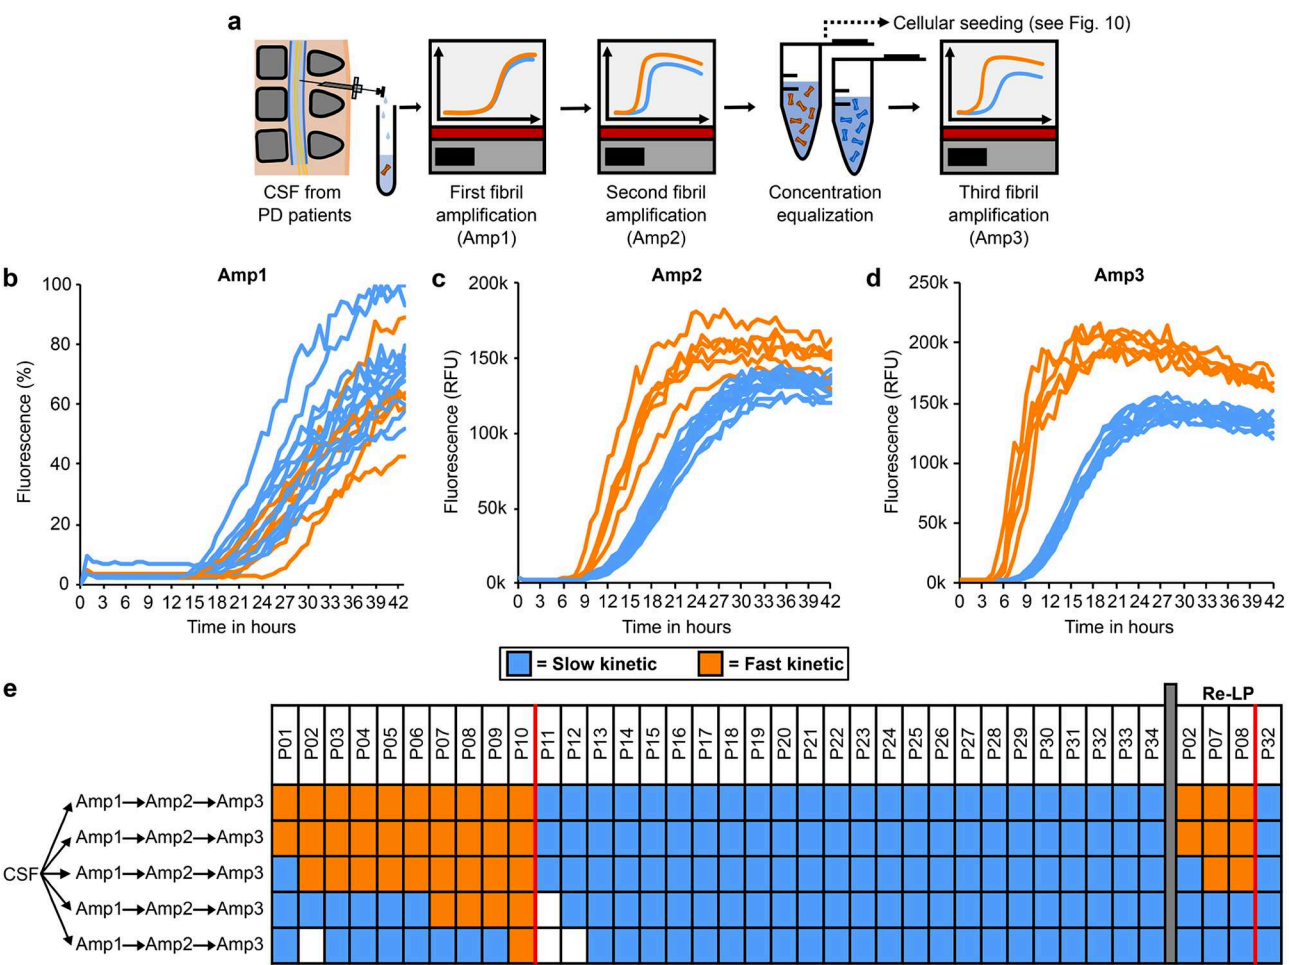 a
Cellular seeding (see Fig. 10)
CSF from
PD patients
First fibril
amplification
(Amp1)
Second fibril
amplification
(Amp2)
Concentration
equalization
Third fibril
amplification
(Amp3)
b
Amp1
Fluorescence (%)
100
80
60
40
20
0
0 3 6 9 12 15 18 21 24 27 30 33 36 39 42
Time in hours
c
Amp2
Fluorescence (RFU)
200k
150k
100k
50k
0k
0 3 6 9 12 15 18 21 24 27 30 33 36 39 42
Time in hours
d
Amp3
Fluorescence (RFU)
250k
200k
150k
100k
50k
0k
0 3 6 9 12 15 18 21 24 27 30 33 36 39 42
Time in hours
= Slow kinetic = Fast kinetic
e
Re-LP
P01 P02 P03 P04 P05 P06 P07 P08 P09 P10 P11 P12 P13 P14 P15 P16 P17 P18 P19 P20 P21 P22 P23 P24 P25 P26 P27 P28 P29 P30 P31 P32 P33 P34 P02 P07 P08 P32
Amp1 Amp2 Amp3
Amp1 Amp2 Amp3
CSF Amp1 Amp2 Amp3
Amp1 Amp2 Amp3
Amp1 Amp2 Amp3